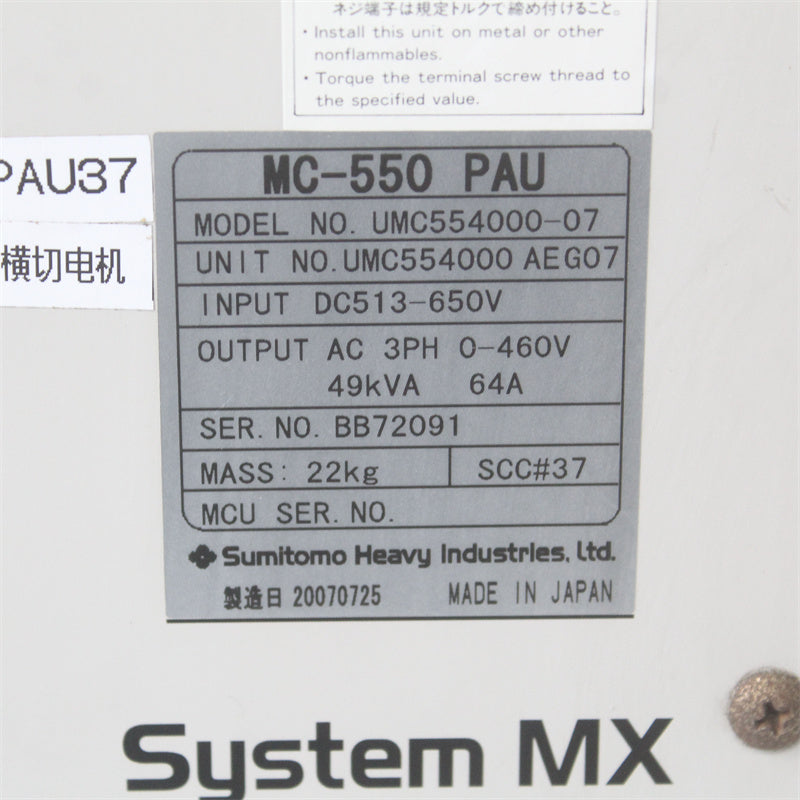 ネジ端子は規定トルクで締め付けること。
・Install this unit on metal or other
nonflammables.
・Torque the terminal screw thread to
the specified value.
PAU37
横切电机
MC-550 PAU
MODEL NO. UMC554000-07
UNIT NO. UMC554000 AEG07
INPUT DC513-650V
OUTPUT AC 3PH 0-460V
49kVA 64A
SER. NO. BB72091
MASS: 22kg SCC#37
MCU SER. NO.
Sumitomo Heavy Industries, Ltd.
製造日 20070725 MADE IN JAPAN
System MX